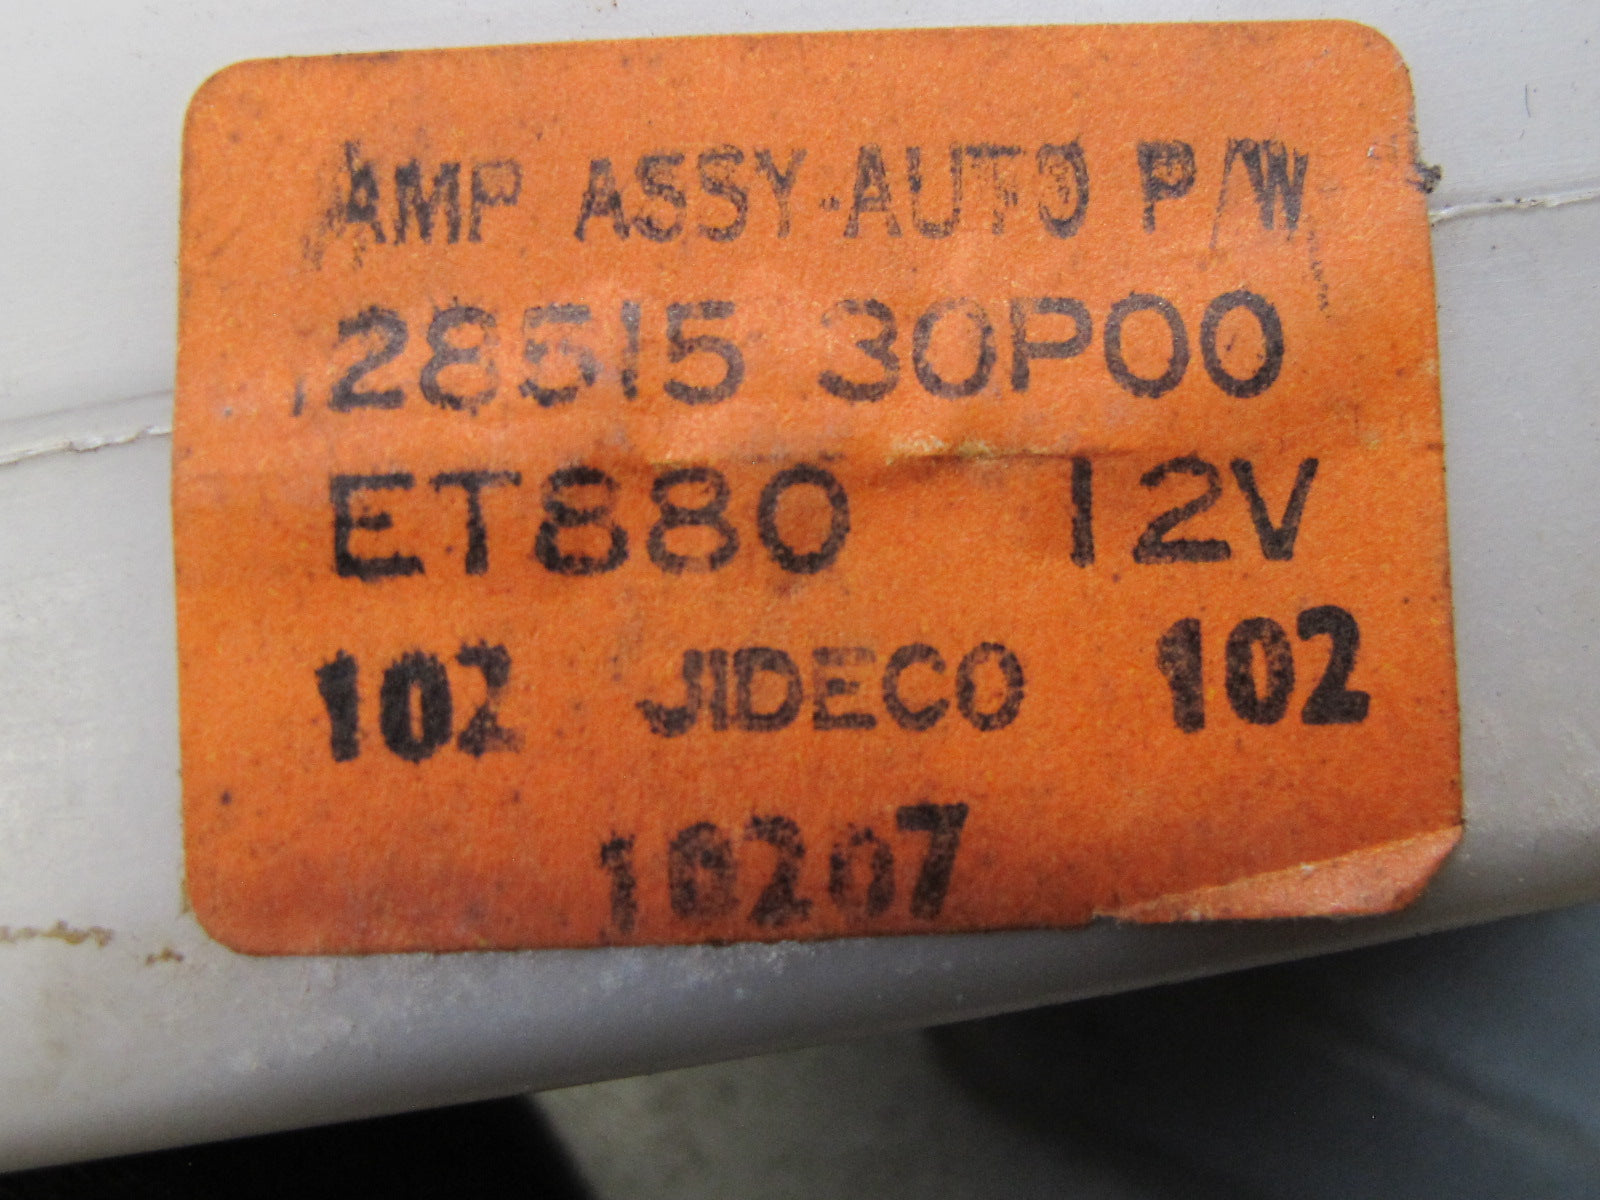 AMP ASSY-AUTO P/W
28515 30P00
ET880 12V
102 JIDECO 102
10207